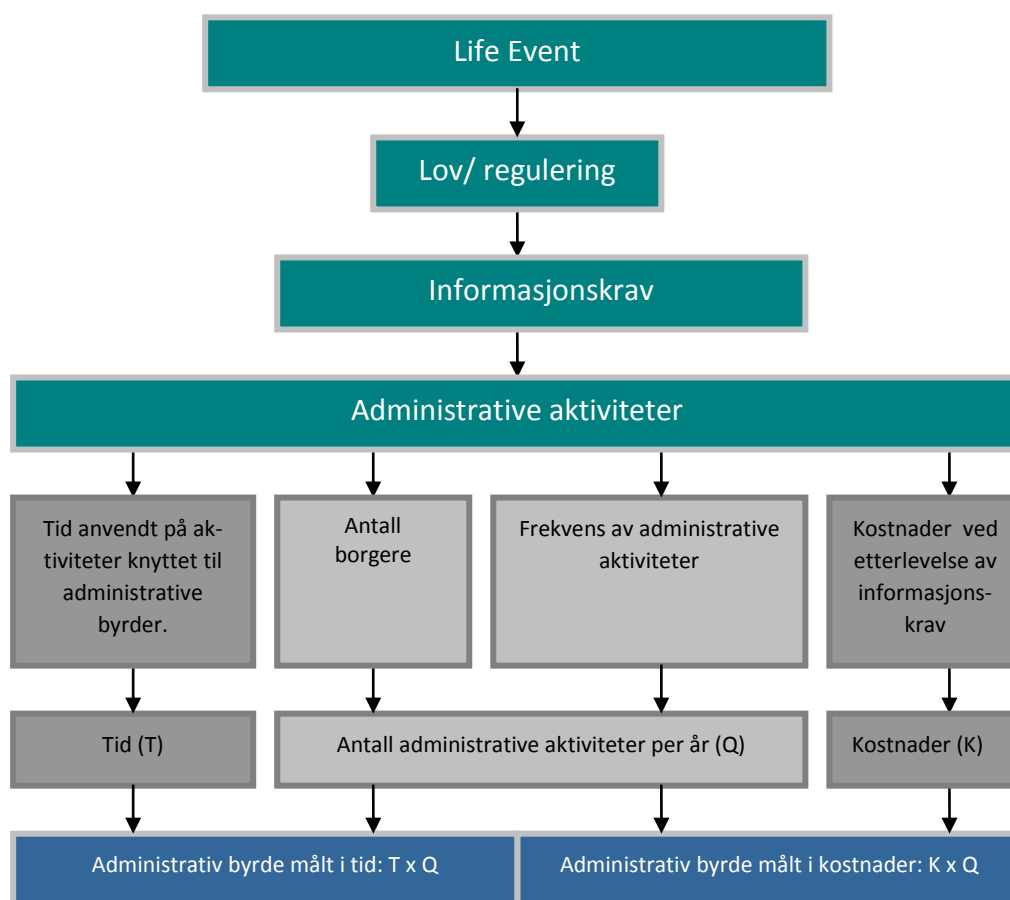 Life Event
Lov/ regulering
Informasjonskrav
Administrative aktiviteter
Tid anvendt på ak-
tiviteter knyttet til
administrative
byrder.
Antall
borgere
Frekvens av administrative
aktiviteter
Kostnader ved
etterlevelse av
informasjons-
krav
Tid (T)
Antall administrative aktiviteter per år (Q)
Kostnader (K)
Administrativ byrde målt i tid: T x Q
Administrativ byrde målt i kostnader: K x Q